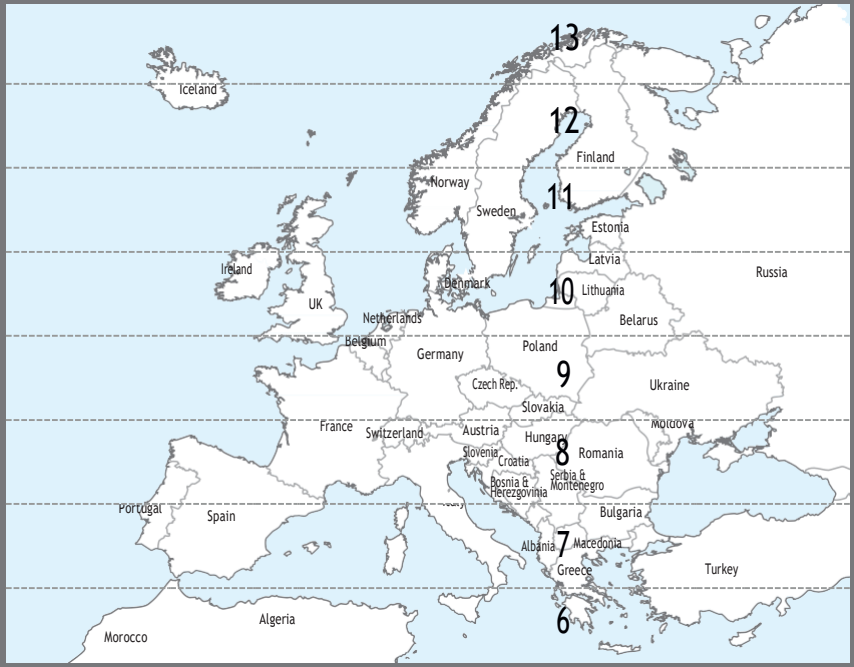 13
Iceland
12
Finland
Norway
11
Sweden
Estonia
Latvia
Ireland
Russia
Denmark
10
Lithuania
UK
Netherlands
Belarus
Belgium
Poland
Germany
9
Czech Rep.
Ukraine
Slovakia
Moldova
France
Switzerland
Austria
Hungary
8
Slovenia
Croatia
Romania
Serbia &
Montenegro
Bosnia &
Herezgovinia
Portugal
Spain
Bulgaria
7
Albania
Macedonia
Greece
Turkey
6
Algeria
Morocco